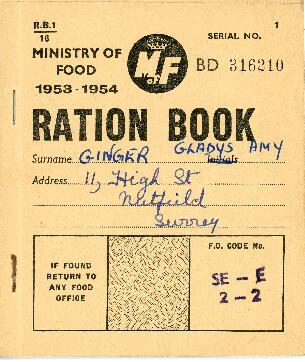 R.B.1
16
SERIAL NO.
1
MINISTRY OF
FOOD
1953-1954
MF
BD 316210
RATION BOOK
Surname GINGER GLADYS AMY
Initials
Address 11, High St
Nutfield
Surrey
IF FOUND
RETURN TO
ANY FOOD
OFFICE
F.O. CODE No.
SE - E
2 - 2